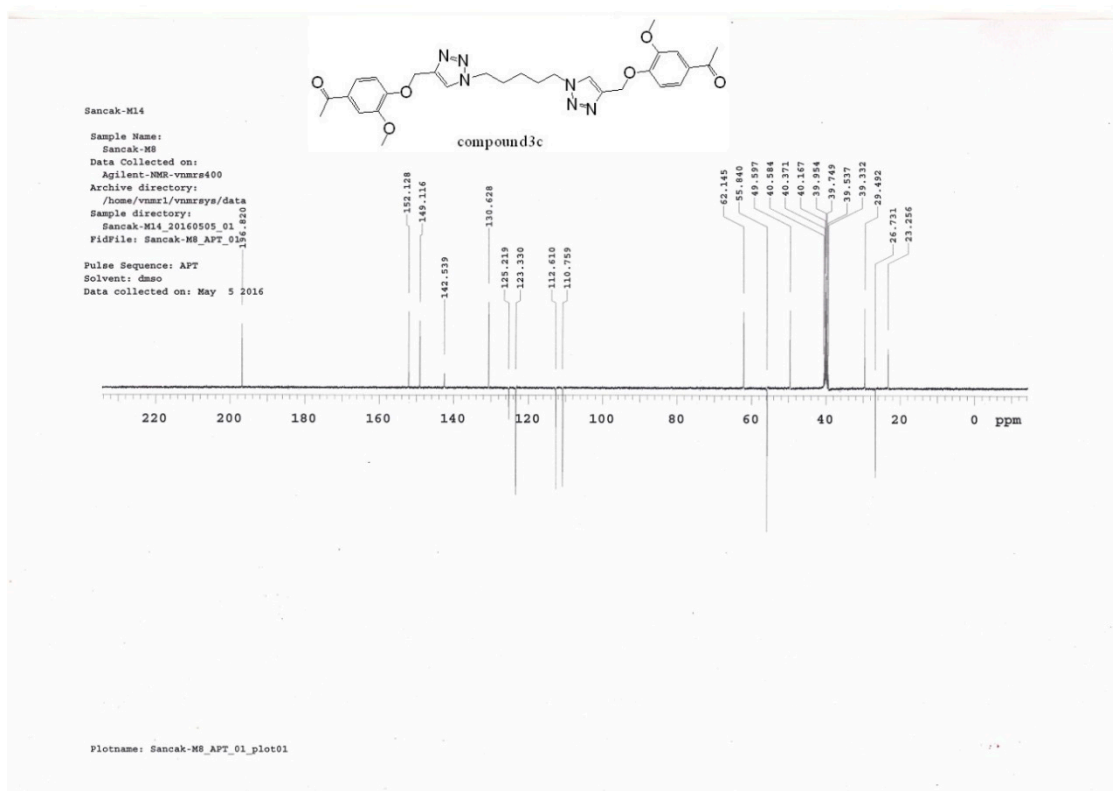 O
N=N
N
O
O
O
N
N=N
O
O
O
compound3c
Sancak-M14
Sample Name:
Sancak-M8
Data Collected on:
Agilent-NMR-vnmrs400
Archive directory:
/home/vnmr1/vnmrsys/data
Sample directory:
Sancak-M14_20160505_01
FidFile: Sancak-M8_APT_01
Pulse Sequence: APT
Solvent: dmso
Data collected on: May 5 2016
196.820
152.128
149.116
142.539
130.628
125.219
123.330
112.610
110.759
62.145
55.840
49.597
40.584
40.371
40.167
39.954
39.749
39.537
39.332
29.492
26.731
23.256
220 200 180 160 140 120 100 80 60 40 20 0 ppm
Plotname: Sancak-M8_APT_01_plot01